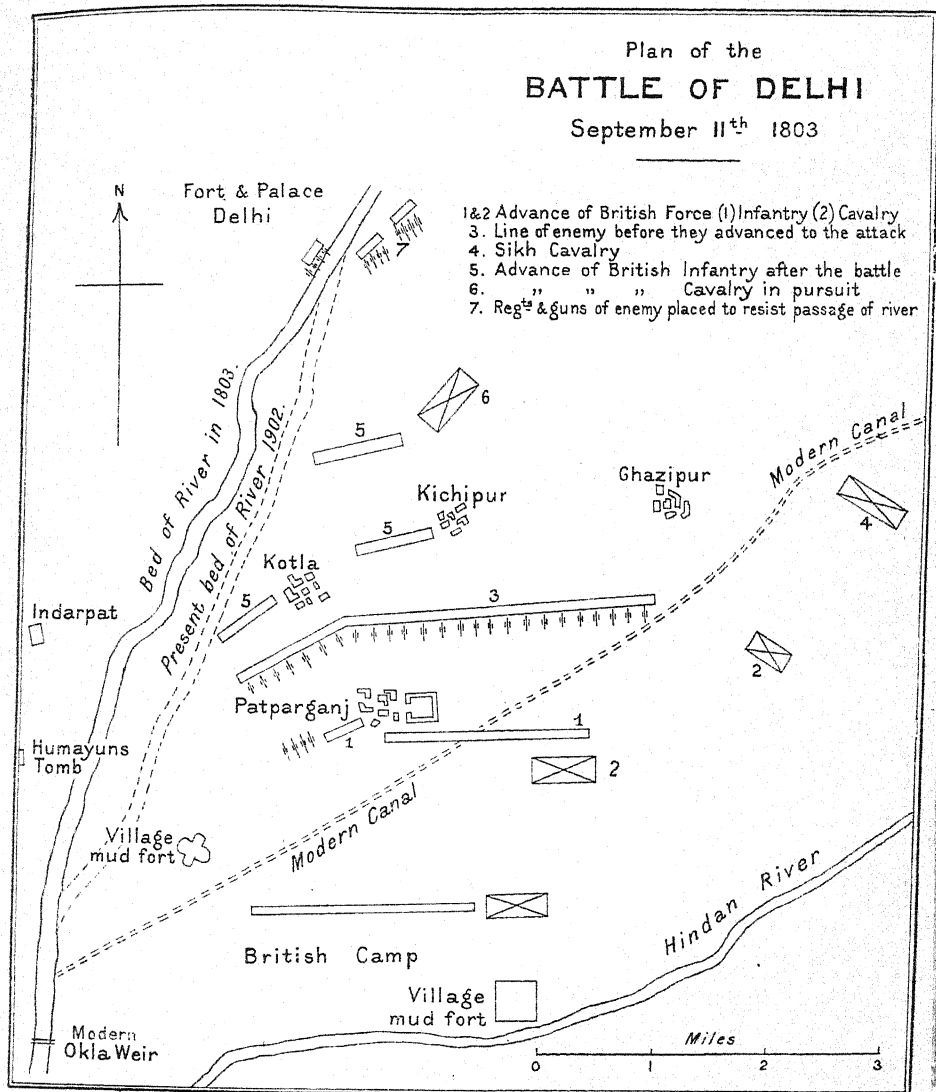 Plan of the
BATTLE OF DELHI
September 11th 1803
N
Fort & Palace
Delhi
1&2 Advance of British Force (1) Infantry (2) Cavalry
3. Line of enemy before they advanced to the attack
4. Sikh Cavalry
5. Advance of British Infantry after the battle
6. „ „ „ Cavalry in pursuit
7. Regts & guns of enemy placed to resist passage of river
7
Bed of River in 1803.
Present bed of River 1902.
6
5
Kichipur
Ghazipur
Modern Canal
4
5
Kotla
5
3
Indarpat
2
Patparganj
1
1
Humayuns
Tomb
2
Modern Canal
Village
mud fort
Hindan River
British Camp
Village
mud fort
Modern
Okla Weir
Miles
0 1 2 3